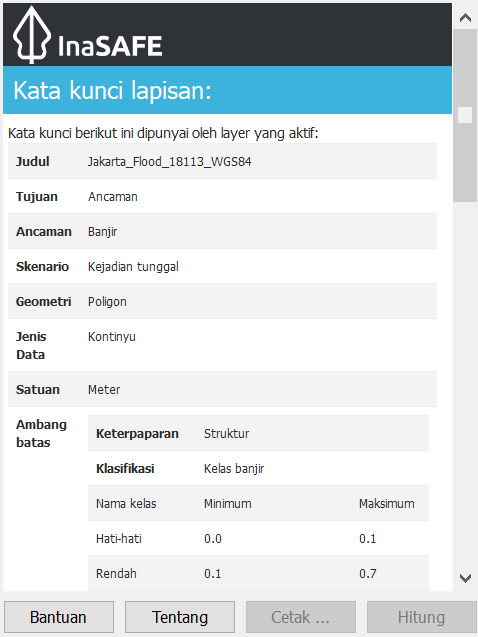 InaSAFE
Kata kunci lapisan:
Kata kunci berikut ini dipunyai oleh layer yang aktif:
Judul Jakarta_Flood_18113_WGS84
Tujuan Ancaman
Ancaman Banjir
Skenario Kejadian tunggal
Geometri Poligon
Jenis Data Kontinyu
Satuan Meter
Ambang batas
Keterpaparan Struktur
Klasifikasi Kelas banjir
Nama kelas Minimum Maksimum
Hati-hati 0.0 0.1
Rendah 0.1 0.7
Bantuan Tentang Cetak ... Hitung